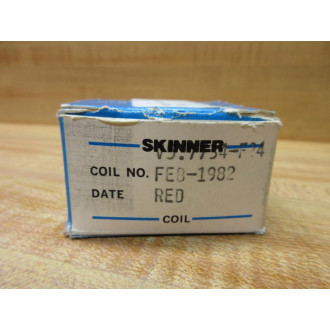 SKINNER
COIL NO. FEB-1982
DATE RED
COIL